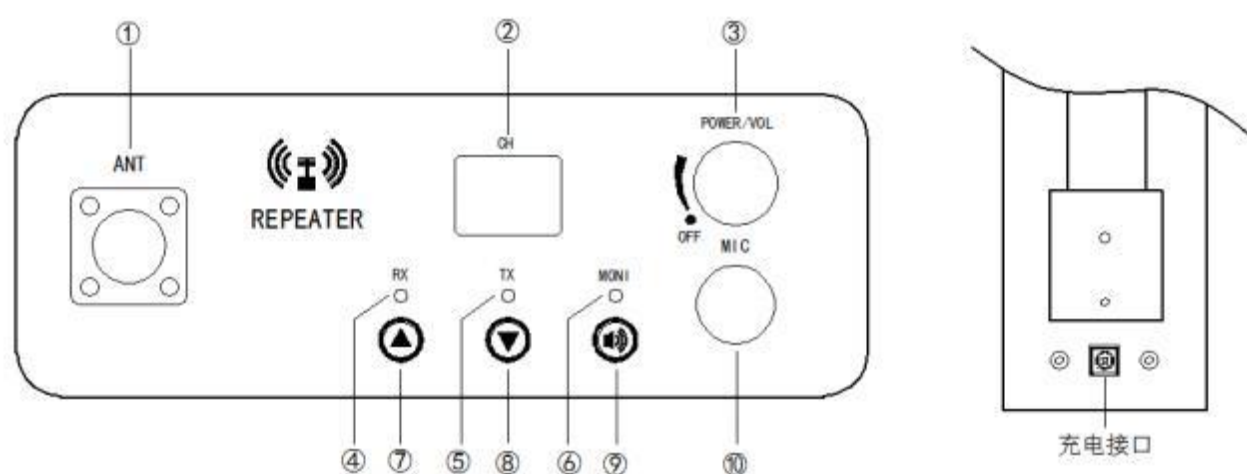 ① ② ③
POWER/VOL
ANT
CH
REPEATER
OFF
MIC
RX TX MONI
④ ⑦ ⑤ ⑧ ⑥ ⑨ ⑩
充电接口